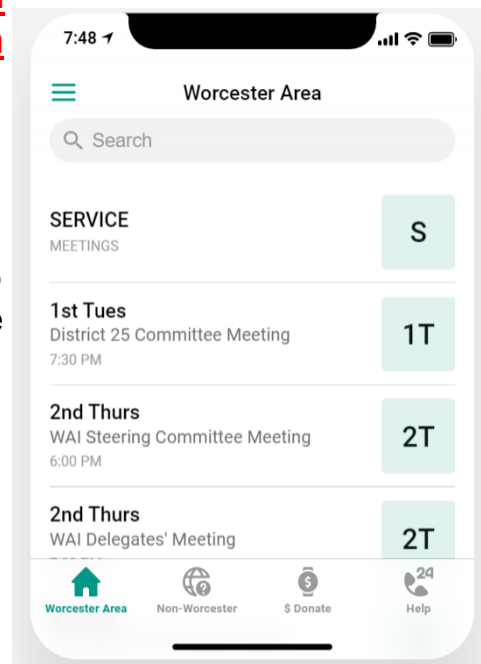 7:48
Worcester Area
Search
SERVICE
S
MEETINGS
1st Tues
District 25 Committee Meeting
1T
7:30 PM
2nd Thurs
WAI Steering Committee Meeting
2T
6:00 PM
2nd Thurs
WAI Delegates' Meeting
2T
24
Worcester Area Non-Worcester $ Donate Help